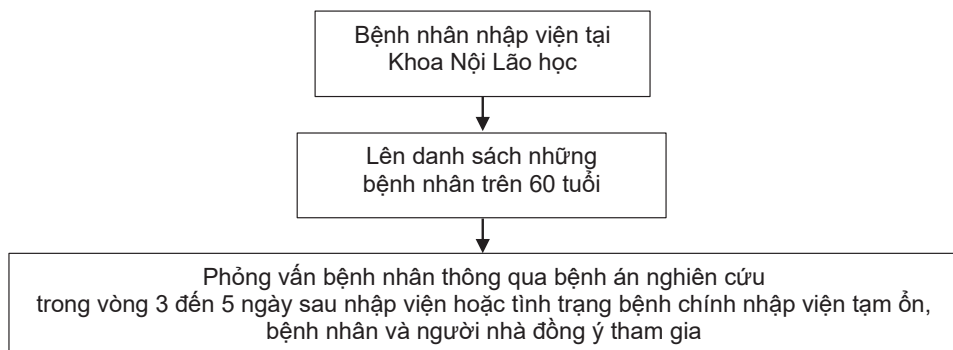 Bệnh nhân nhập viện tại
Khoa Nội Lão học
Lên danh sách những
bệnh nhân trên 60 tuổi
Phỏng vấn bệnh nhân thông qua bệnh án nghiên cứu
trong vòng 3 đến 5 ngày sau nhập viện hoặc tình trạng bệnh chính nhập viện tạm ổn,
bệnh nhân và người nhà đồng ý tham gia